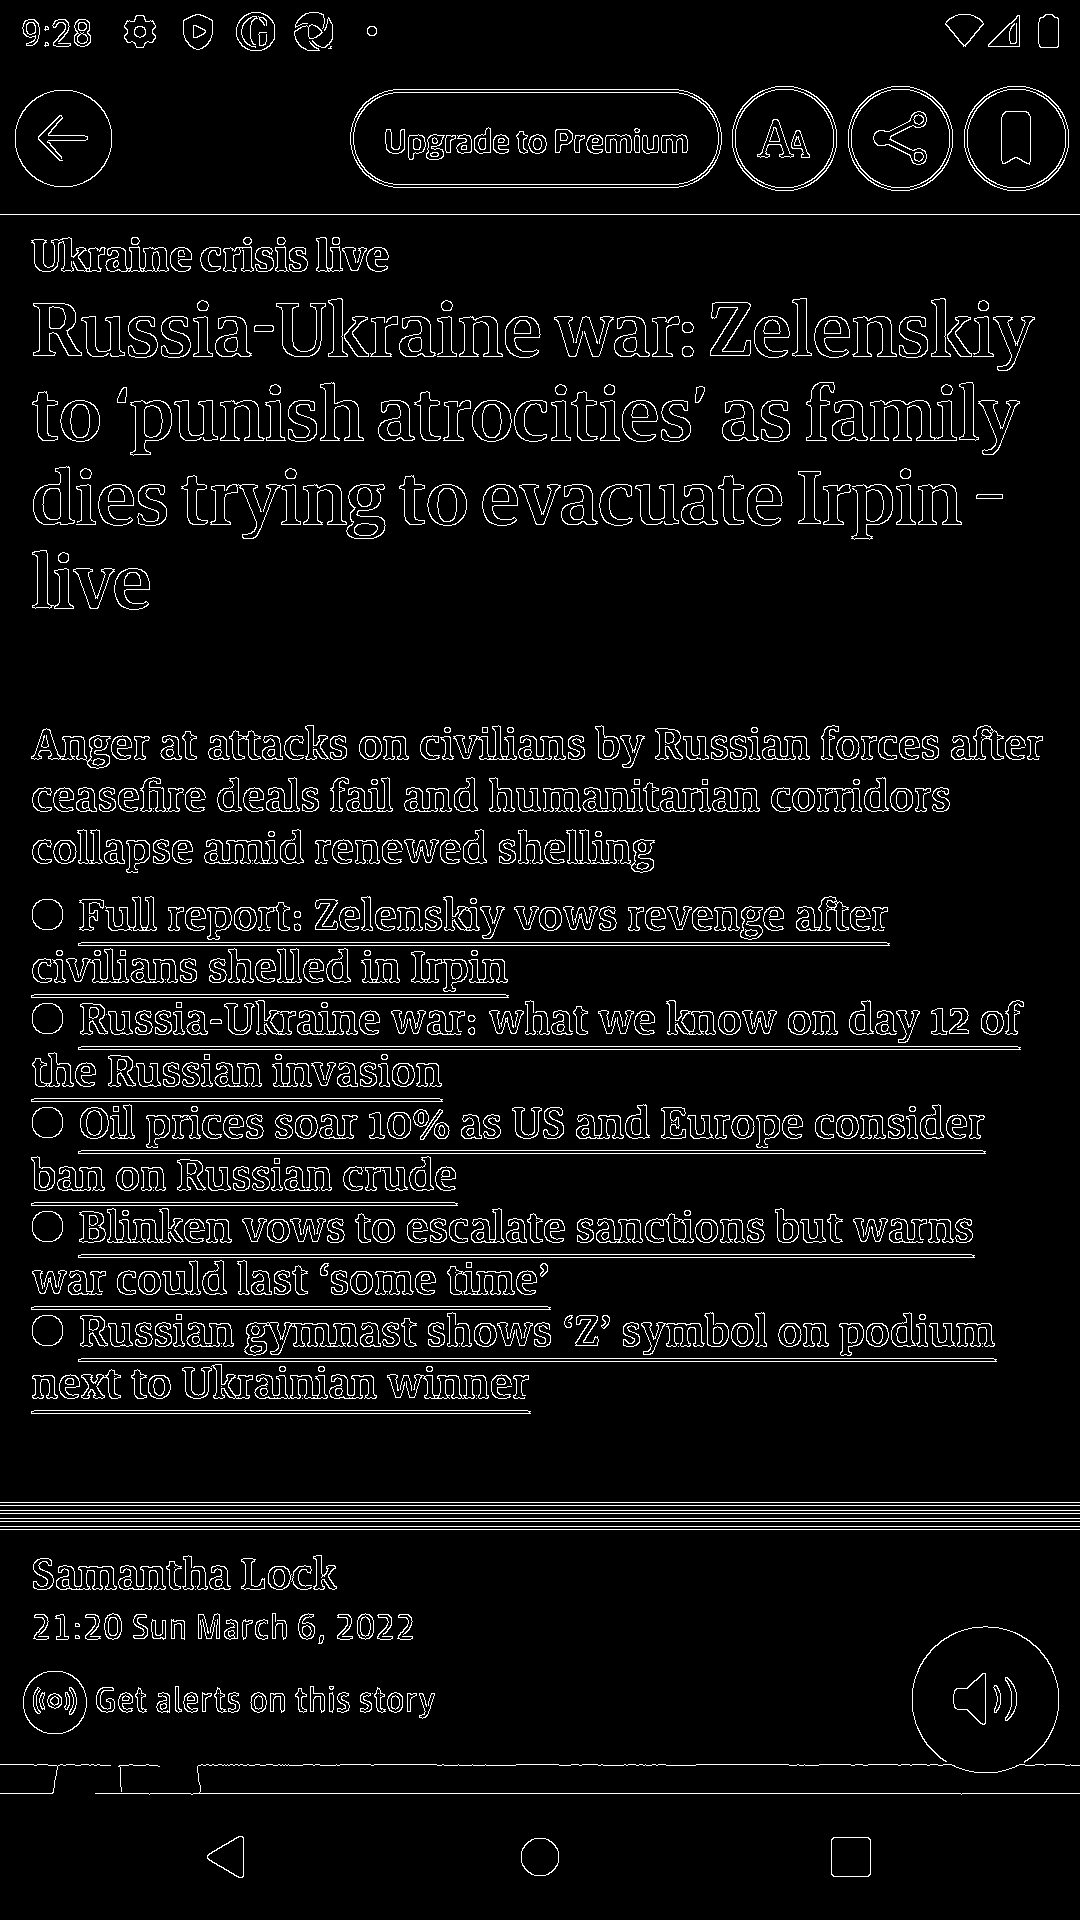 9:28
Upgrade to Premium
AA
Ukraine crisis live
Russia-Ukraine war: Zelenskiy
to ‘punish atrocities’ as family
dies trying to evacuate Irpin –
live
Anger at attacks on civilians by Russian forces after
ceasefire deals fail and humanitarian corridors
collapse amid renewed shelling
Full report: Zelenskiy vows revenge after
civilians shelled in Irpin
Russia-Ukraine war: what we know on day 12 of
the Russian invasion
Oil prices soar 10% as US and Europe consider
ban on Russian crude
Blinken vows to escalate sanctions but warns
war could last ‘some time’
Russian gymnast shows ‘Z’ symbol on podium
next to Ukrainian winner
Samantha Lock
21:20 Sun March 6, 2022
Get alerts on this story